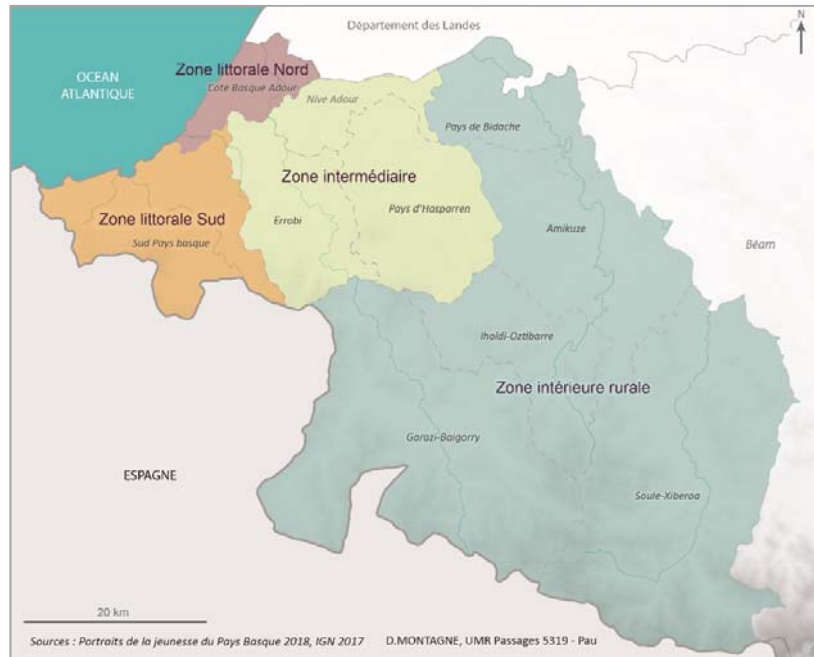 Département des Landes
N
OCEAN
ATLANTIQUE
Zone littorale Nord
Cote Basque Adour
Nive Adour
Pays de Bidache
Zone intermédiaire
Zone littorale Sud
Errobi
Pays d'Hasparren
Amikuze
Sud Pays basque
Béarn
Iholdi-Oztibarre
Zone intérieure rurale
Garazi-Baigorry
ESPAGNE
Soule-Xiberoa
20 km
Sources : Portraits de la jeunesse du Pays Basque 2018, IGN 2017 D.MONTAGNE, UMR Passages 5319 - Pau